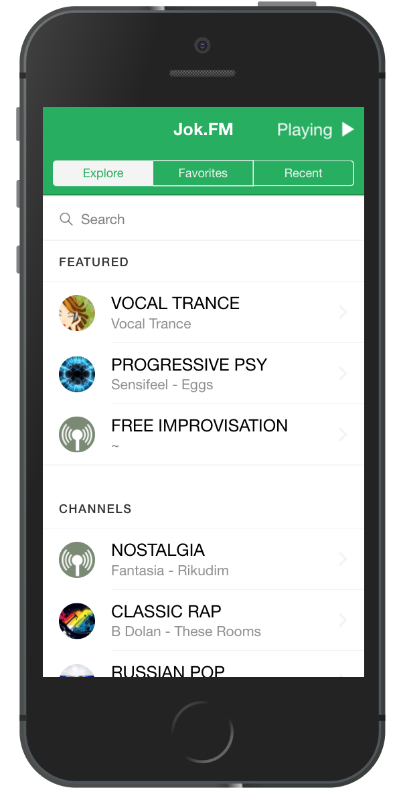 Jok.FM Playing
Explore Favorites Recent
Search
FEATURED
VOCAL TRANCE
Vocal Trance
PROGRESSIVE PSY
Sensifeel - Eggs
FREE IMPROVISATION
~
CHANNELS
NOSTALGIA
Fantasia - Rikudim
CLASSIC RAP
B Dolan - These Rooms
RUSSIAN POP